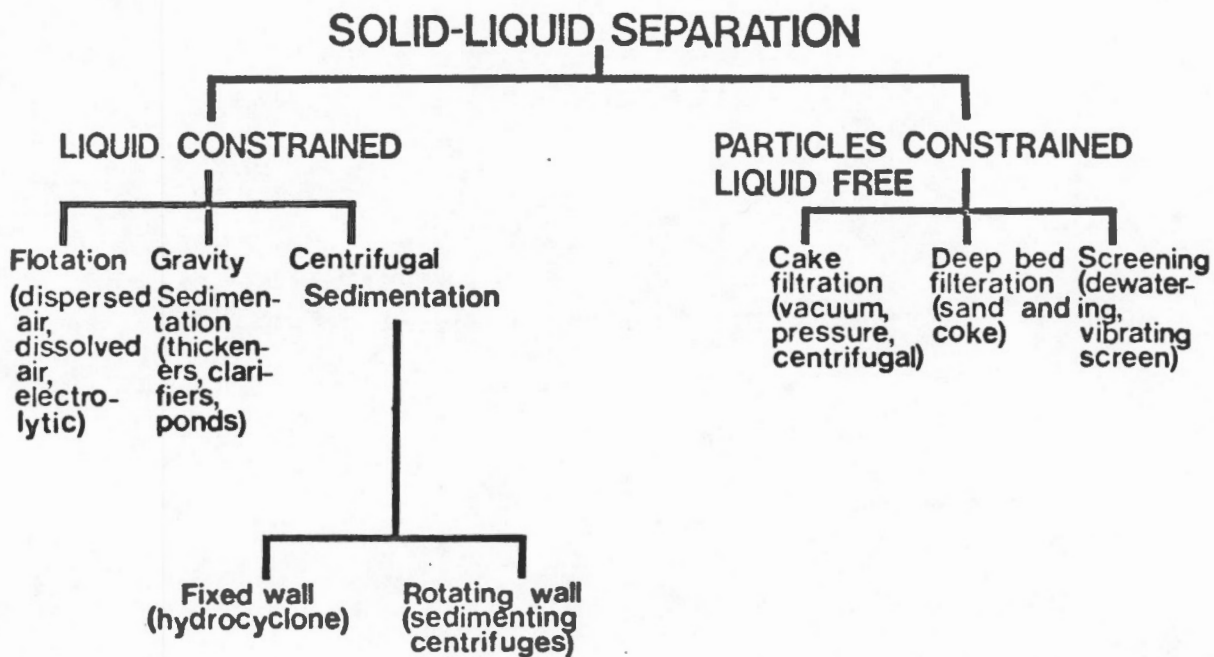 SOLID-LIQUID SEPARATION
LIQUID CONSTRAINED
PARTICLES CONSTRAINED
LIQUID FREE
Flotation
(dispersed
air,
dissolved
air,
electro-
lytic)
Gravity
Sedimen-
tation
(thicken-
ers, clari-
fiers,
ponds)
Centrifugal
Sedimentation
Fixed wall
(hydrocyclone)
Rotating wall
(sedimenting
centrifuges)
Cake
filtration
(vacuum,
pressure,
centrifugal)
Deep bed
filteration
(sand and
coke)
Screening
(dewater-
ing,
vibrating
screen)